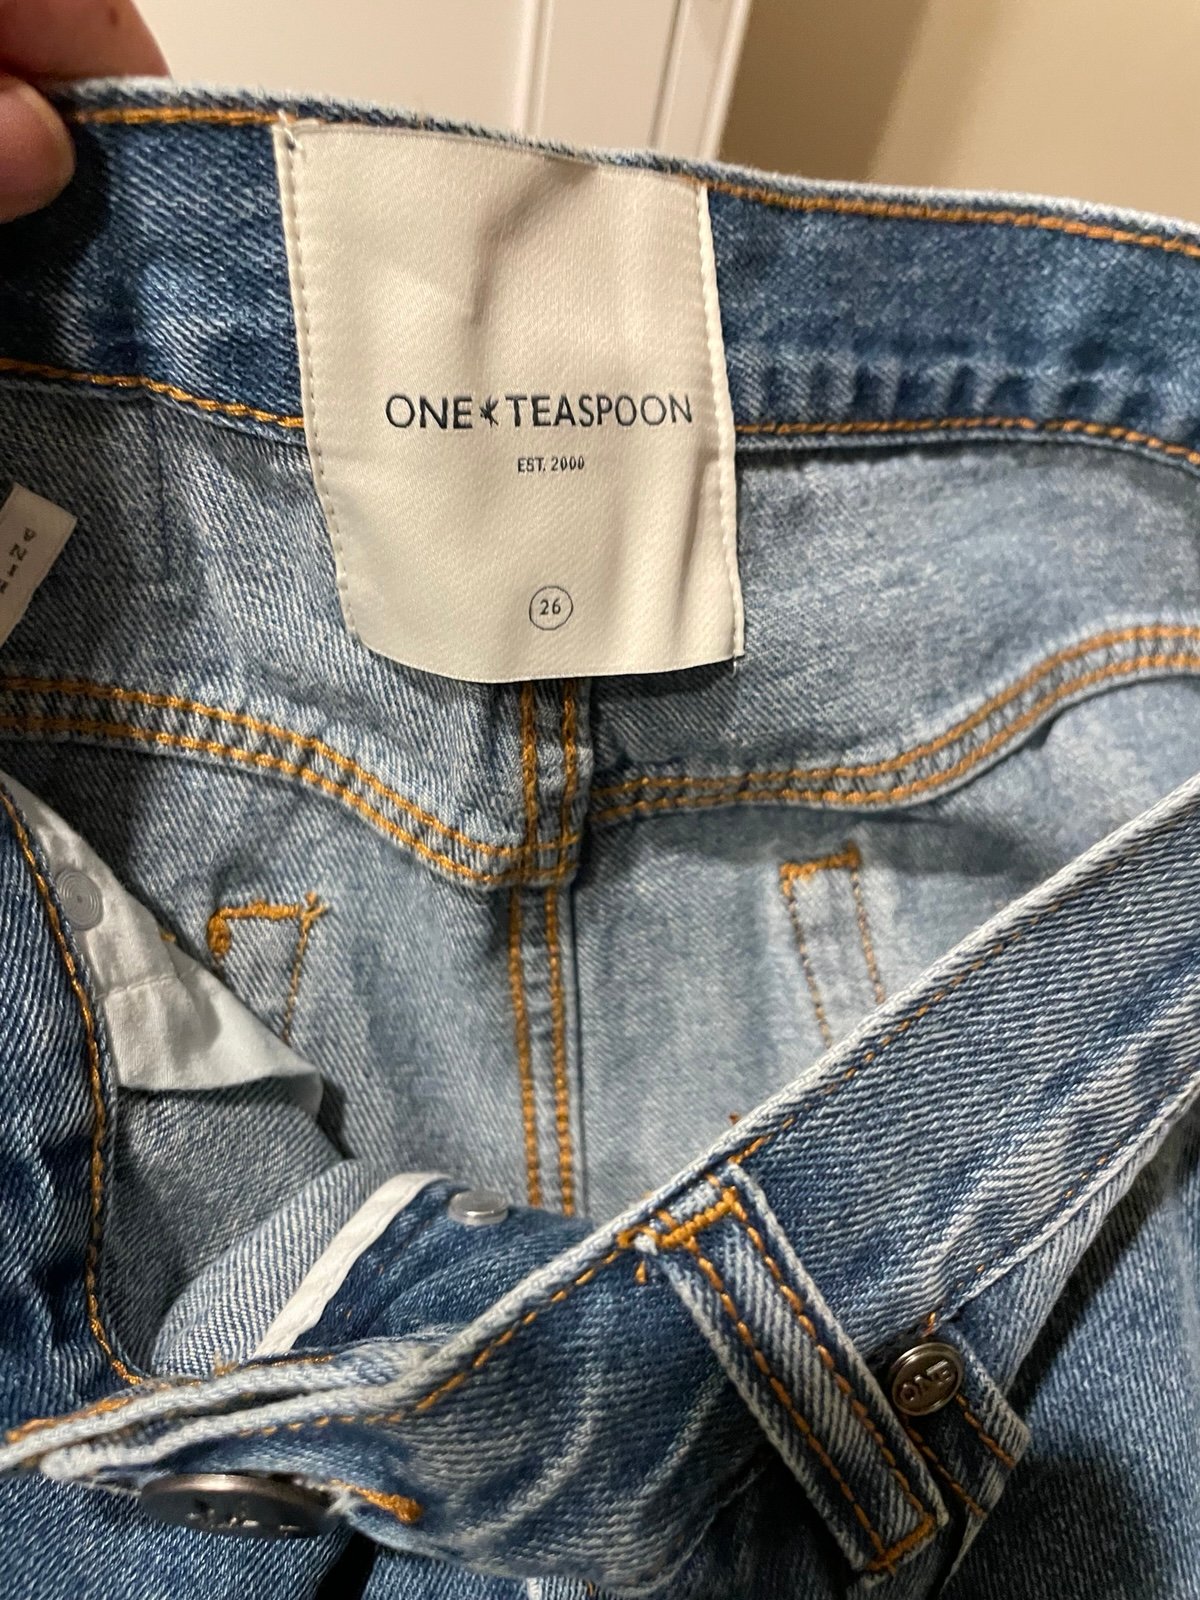 ONE TEASPOON
EST. 2000
26
ONE